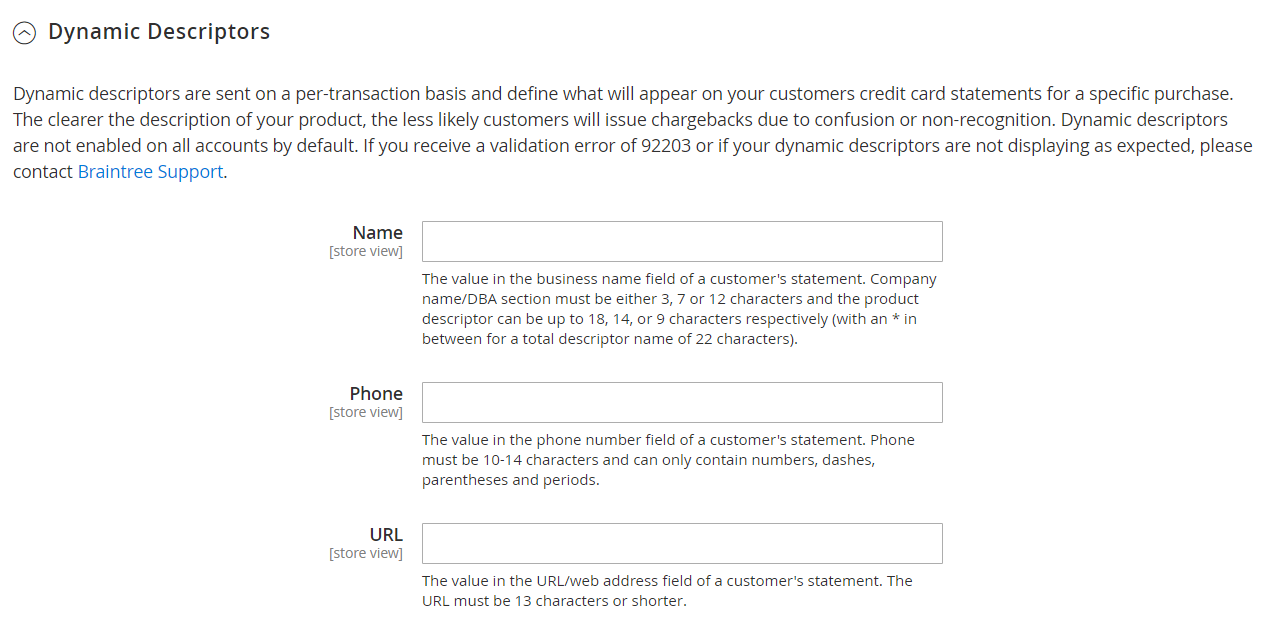 Dynamic Descriptors
Dynamic descriptors are sent on a per-transaction basis and define what will appear on your customers credit card statements for a specific purchase.
The clearer the description of your product, the less likely customers will issue chargebacks due to confusion or non-recognition. Dynamic descriptors
are not enabled on all accounts by default. If you receive a validation error of 92203 or if your dynamic descriptors are not displaying as expected, please
contact Braintree Support.
Name
[store view]
The value in the business name field of a customer's statement. Company
name/DBA section must be either 3, 7 or 12 characters and the product
descriptor can be up to 18, 14, or 9 characters respectively (with an * in
between for a total descriptor name of 22 characters).
Phone
[store view]
The value in the phone number field of a customer's statement. Phone
must be 10-14 characters and can only contain numbers, dashes,
parentheses and periods.
URL
[store view]
The value in the URL/web address field of a customer's statement. The
URL must be 13 characters or shorter.